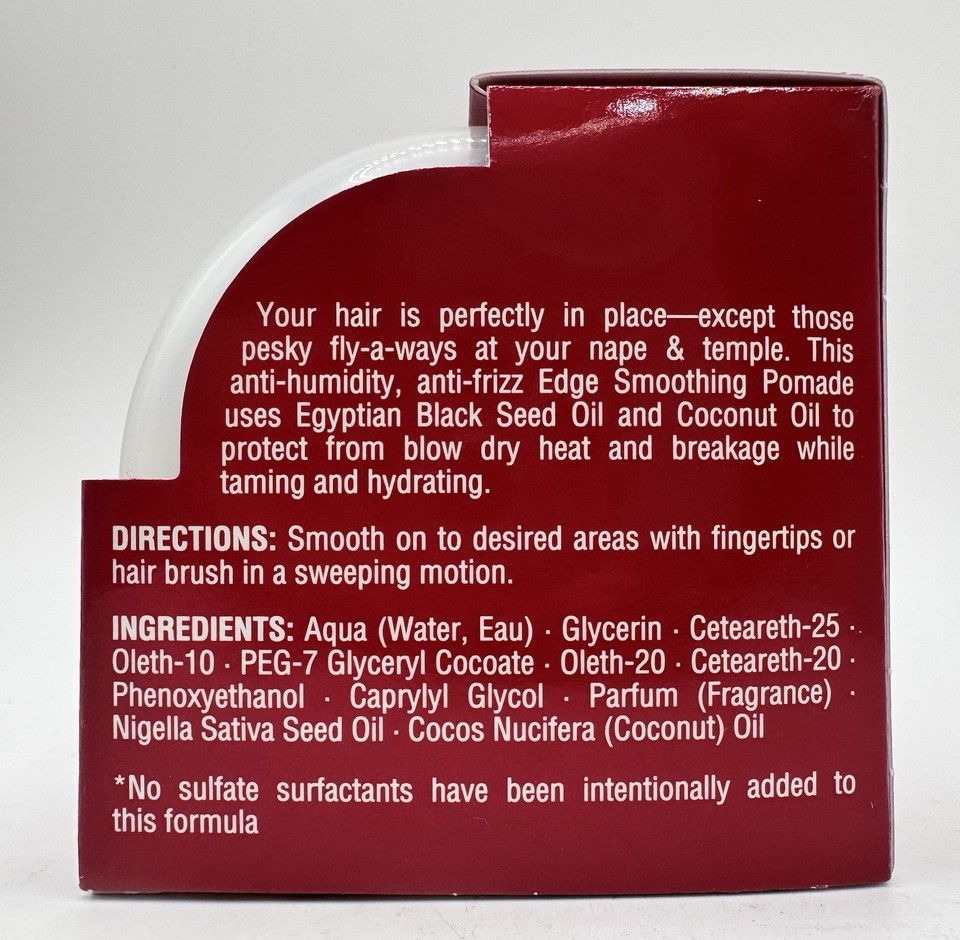 Your hair is perfectly in place—except those
pesky fly-a-ways at your nape & temple. This
anti-humidity, anti-frizz Edge Smoothing Pomade
uses Egyptian Black Seed Oil and Coconut Oil to
protect from blow dry heat and breakage while
taming and hydrating.
DIRECTIONS: Smooth on to desired areas with fingertips or
hair brush in a sweeping motion.
INGREDIENTS: Aqua (Water, Eau) · Glycerin · Ceteareth-25 ·
Oleth-10 · PEG-7 Glyceryl Cocoate · Oleth-20 · Ceteareth-20 ·
Phenoxyethanol · Caprylyl Glycol · Parfum (Fragrance) ·
Nigella Sativa Seed Oil · Cocos Nucifera (Coconut) Oil
*No sulfate surfactants have been intentionally added to
this formula